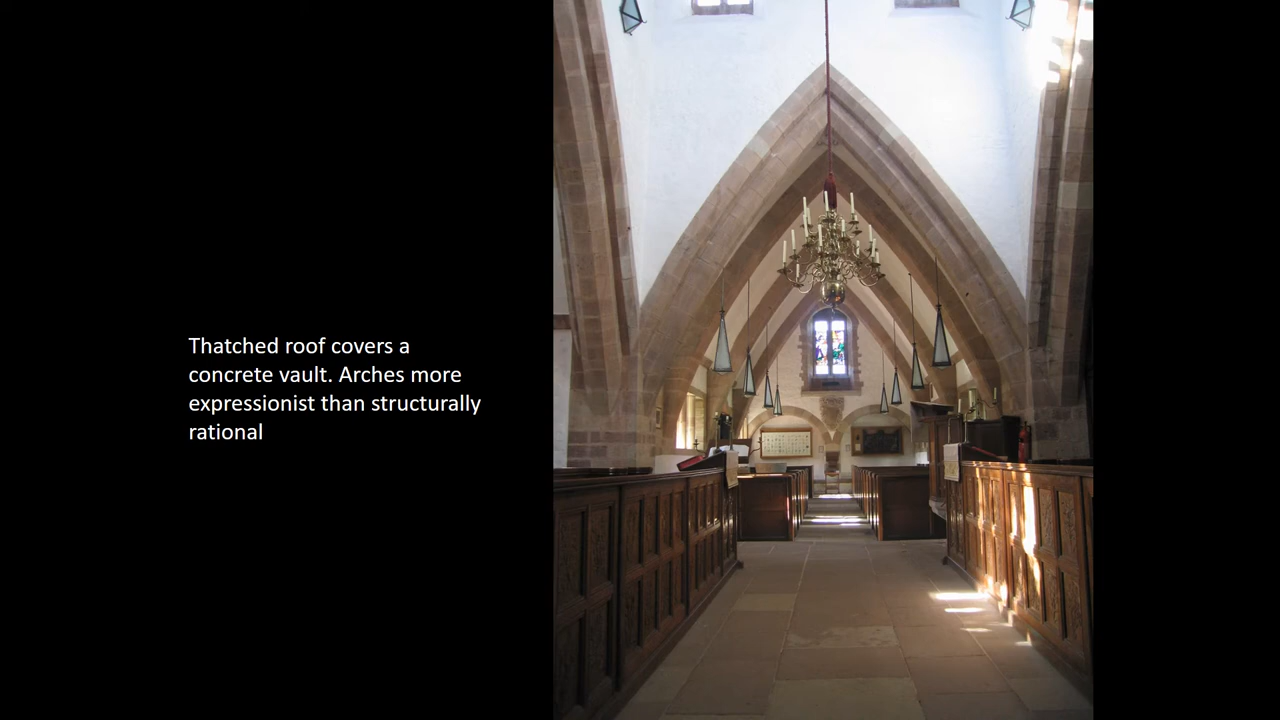 Thatched roof covers a
concrete vault. Arches more
expressionist than structurally
rational